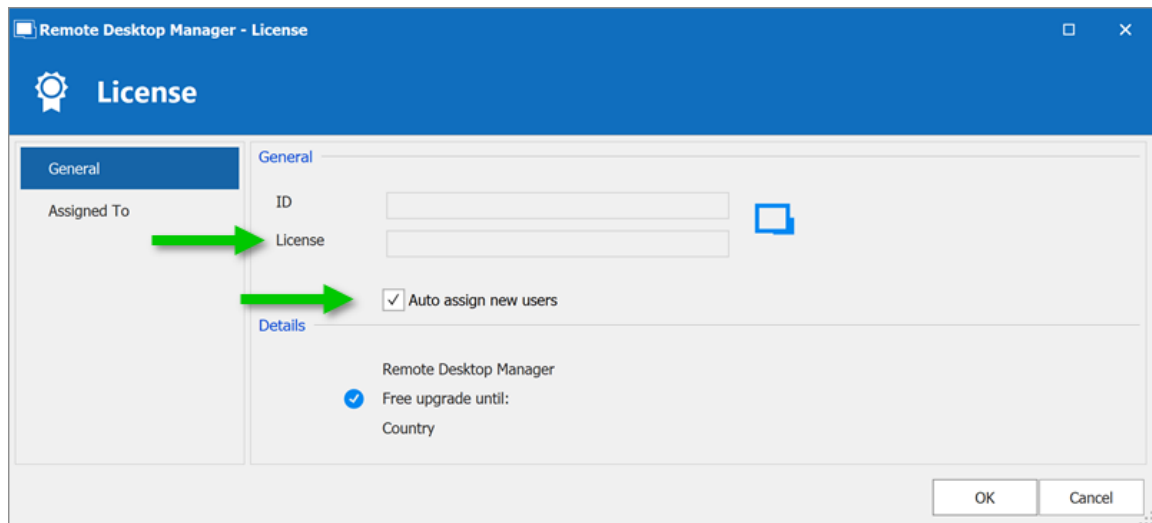 Remote Desktop Manager - License
License
General
Assigned To
General
ID
License
Auto assign new users
Details
Remote Desktop Manager
Free upgrade until:
Country
OK
Cancel